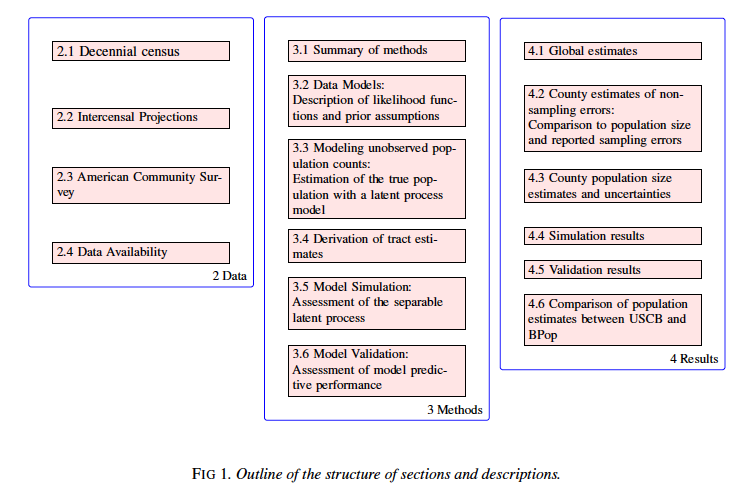 2.1 Decennial census
2.2 Intercensal Projections
2.3 American Community Sur-
vey
2.4 Data Availability
2 Data
3.1 Summary of methods
3.2 Data Models:
Description of likelihood func-
tions and prior assumptions
3.3 Modeling unobserved pop-
ulation counts:
Estimation of the true pop-
ulation with a latent process
model
3.4 Derivation of tract esti-
mates
3.5 Model Simulation:
Assessment of the separable
latent process
3.6 Model Validation:
Assessment of model predic-
tive performance
3 Methods
4.1 Global estimates
4.2 County estimates of non-
sampling errors:
Comparison to population size
and reported sampling errors
4.3 County population size
estimates and uncertainties
4.4 Simulation results
4.5 Validation results
4.6 Comparison of population
estimates between USCB and
BPop
4 Results
FIG 1. Outline of the structure of sections and descriptions.